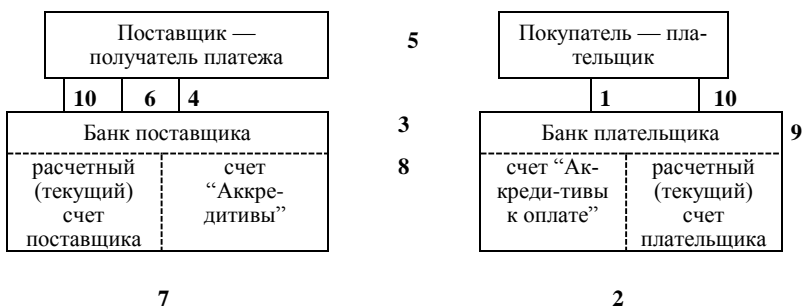 Поставщик —
получатель платежа
5
Покупатель — пла-
тельщик
10 6 4
1 10
Банк поставщика
3
Банк плательщика
9
расчетный
(текущий)
счет
поставщика
счет
“Аккре-
дитивы”
8
счет “Ак-
креди-тивы
к оплате”
расчетный
(текущий)
счет
плательщика
7
2